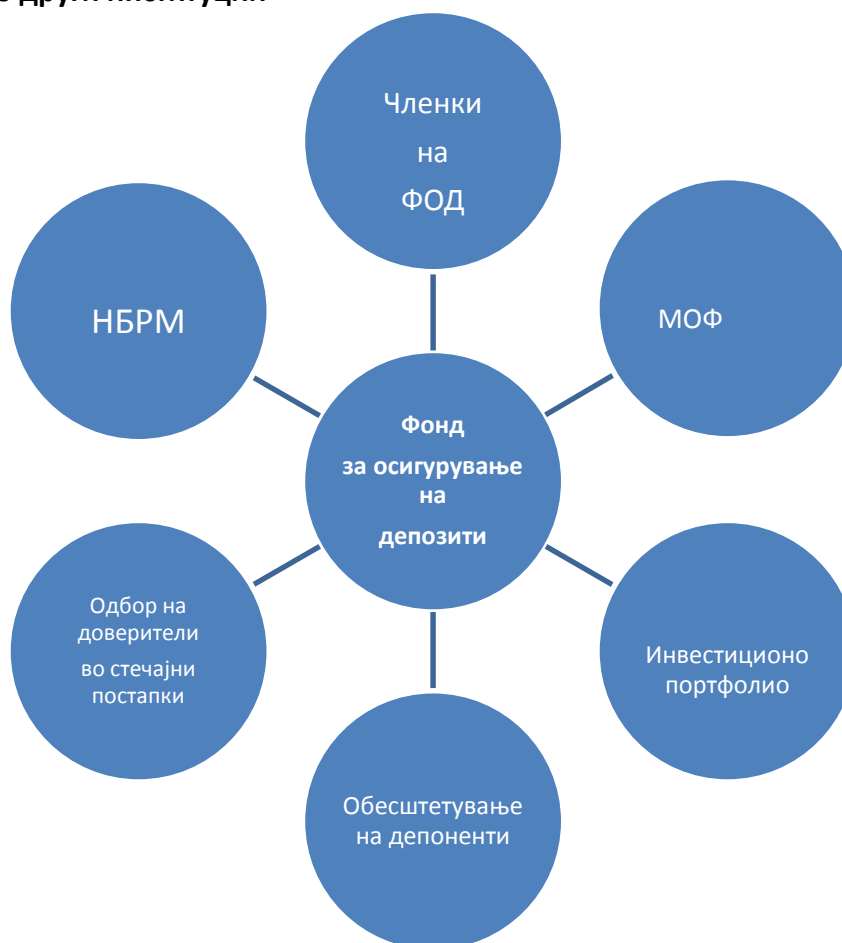 Членки
на
ФОД
НБРМ
МОФ
Фонд
за осигурување
на
депозити
Одбор на
доверители
во стечајни
постапки
Инвестиционо
портфолио
Обесштетување
на депоненти